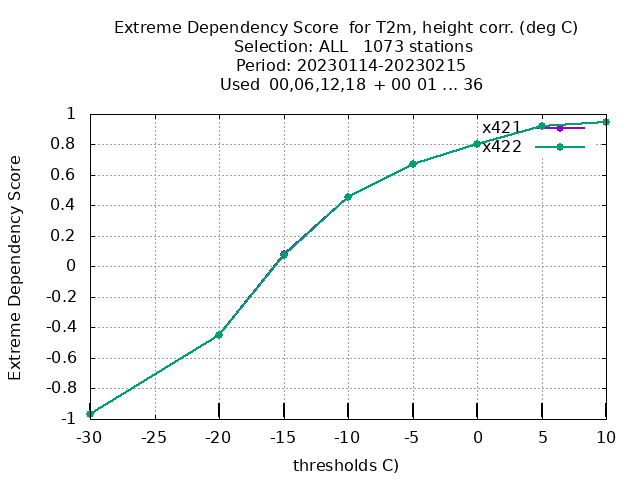 Extreme Dependency Score  for T2m, height corr. (deg C)
Selection: ALL   1073 stations
Period: 20230114-20230215
Used  00,06,12,18  + 00 01 ... 36
Extreme Dependency Score
1
0.8
0.6
0.4
0.2
0
-0.2
-0.4
-0.6
-0.8
-1
x421
x422
-30 -25 -20 -15 -10 -5 0 5 10
thresholds C)